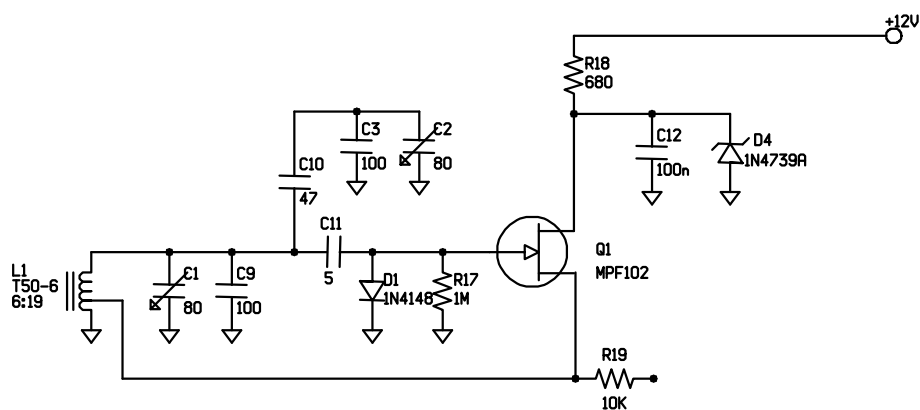 +12V
R18
680
C3
100
C2
80
C12
100n
D4
1N4739A
C10
47
C11
5
Q1
MPF102
L1
T50-6
6:19
C1
80
C9
100
D1
1N4148
R17
1M
R19
10K